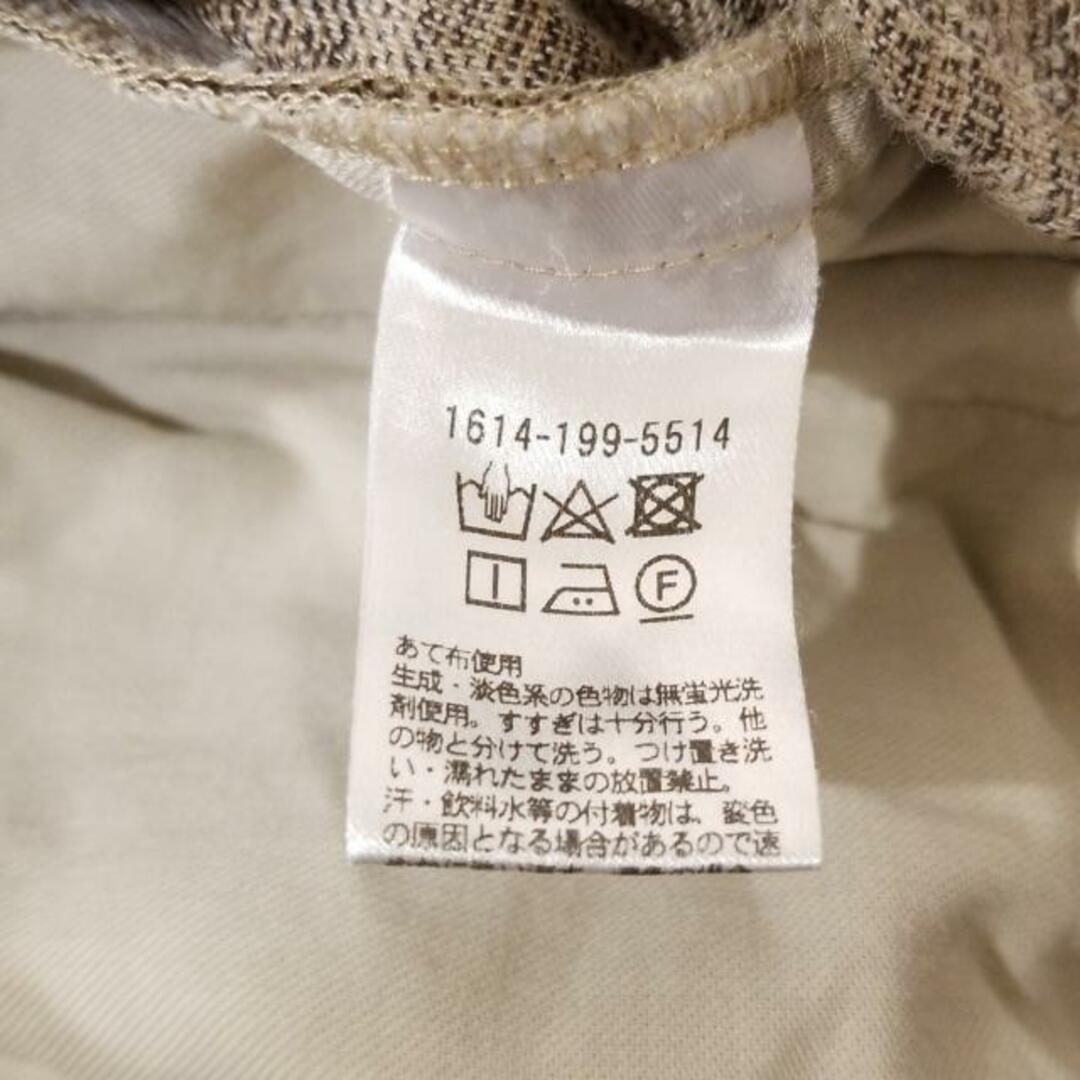 1614-199-5514
F
あて布使用
生成・淡色系の色物は無蛍光洗
剤使用。すすぎは十分行う。他
の物と分けて洗う。つけ置き洗
い・濡れたままの放置禁止。
汗・飲料水等の付着物は、変色
の原因となる場合があるので速